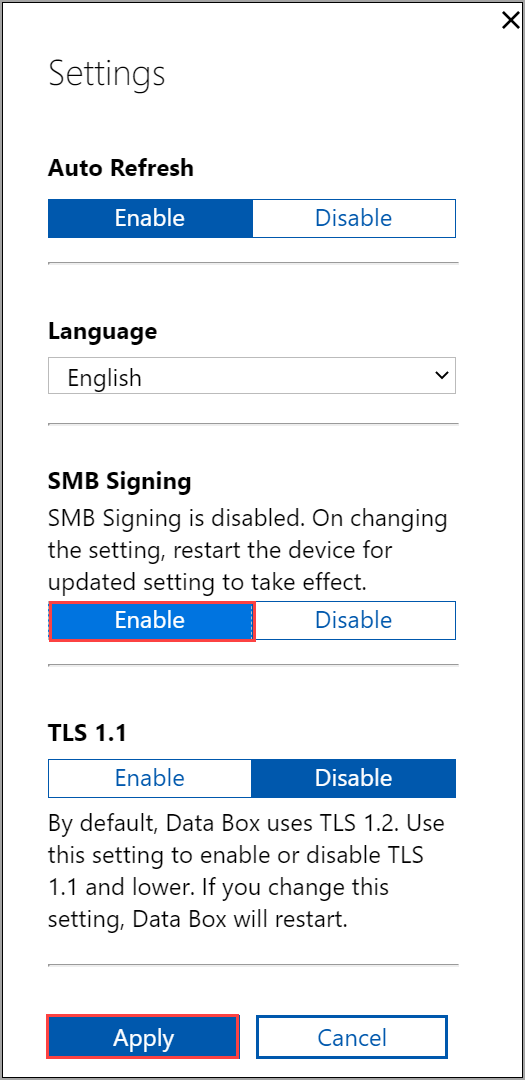 Settings
Auto Refresh
Enable Disable
Language
English
SMB Signing
SMB Signing is disabled. On changing
the setting, restart the device for
updated setting to take effect.
Enable Disable
TLS 1.1
Enable Disable
By default, Data Box uses TLS 1.2. Use
this setting to enable or disable TLS
1.1 and lower. If you change this
setting, Data Box will restart.
Apply Cancel